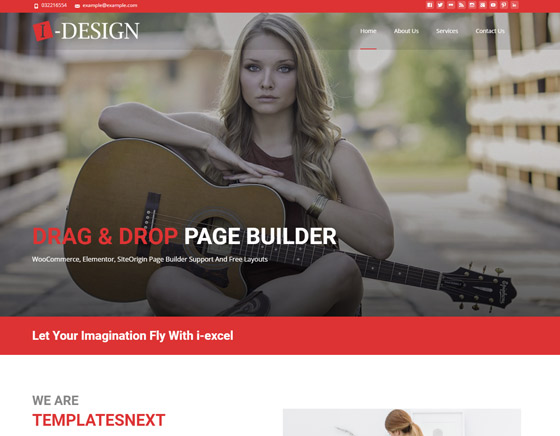 032216554 example@example.com
i-DESIGN
Home About Us Services Contact Us
DRAG & DROP PAGE BUILDER
WooCommerce, Elementor, SiteOrigin Page Builder Support And Free Layouts
Let Your Imagination Fly With i-excel
WE ARE
TEMPLATESNEXT